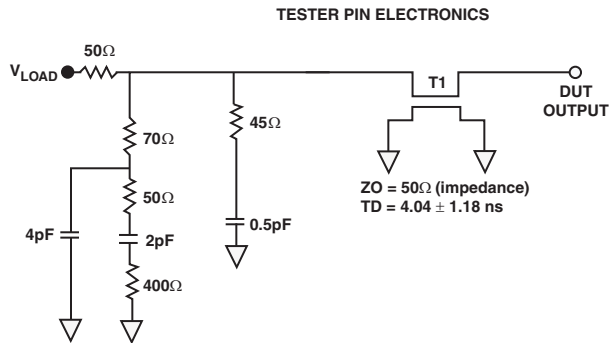 TESTER PIN ELECTRONICS
50Ω
VLOAD
T1
DUT
OUTPUT
70Ω
45Ω
50Ω
ZO = 50Ω (impedance)
TD = 4.04 ± 1.18 ns
4pF
2pF
0.5pF
400Ω